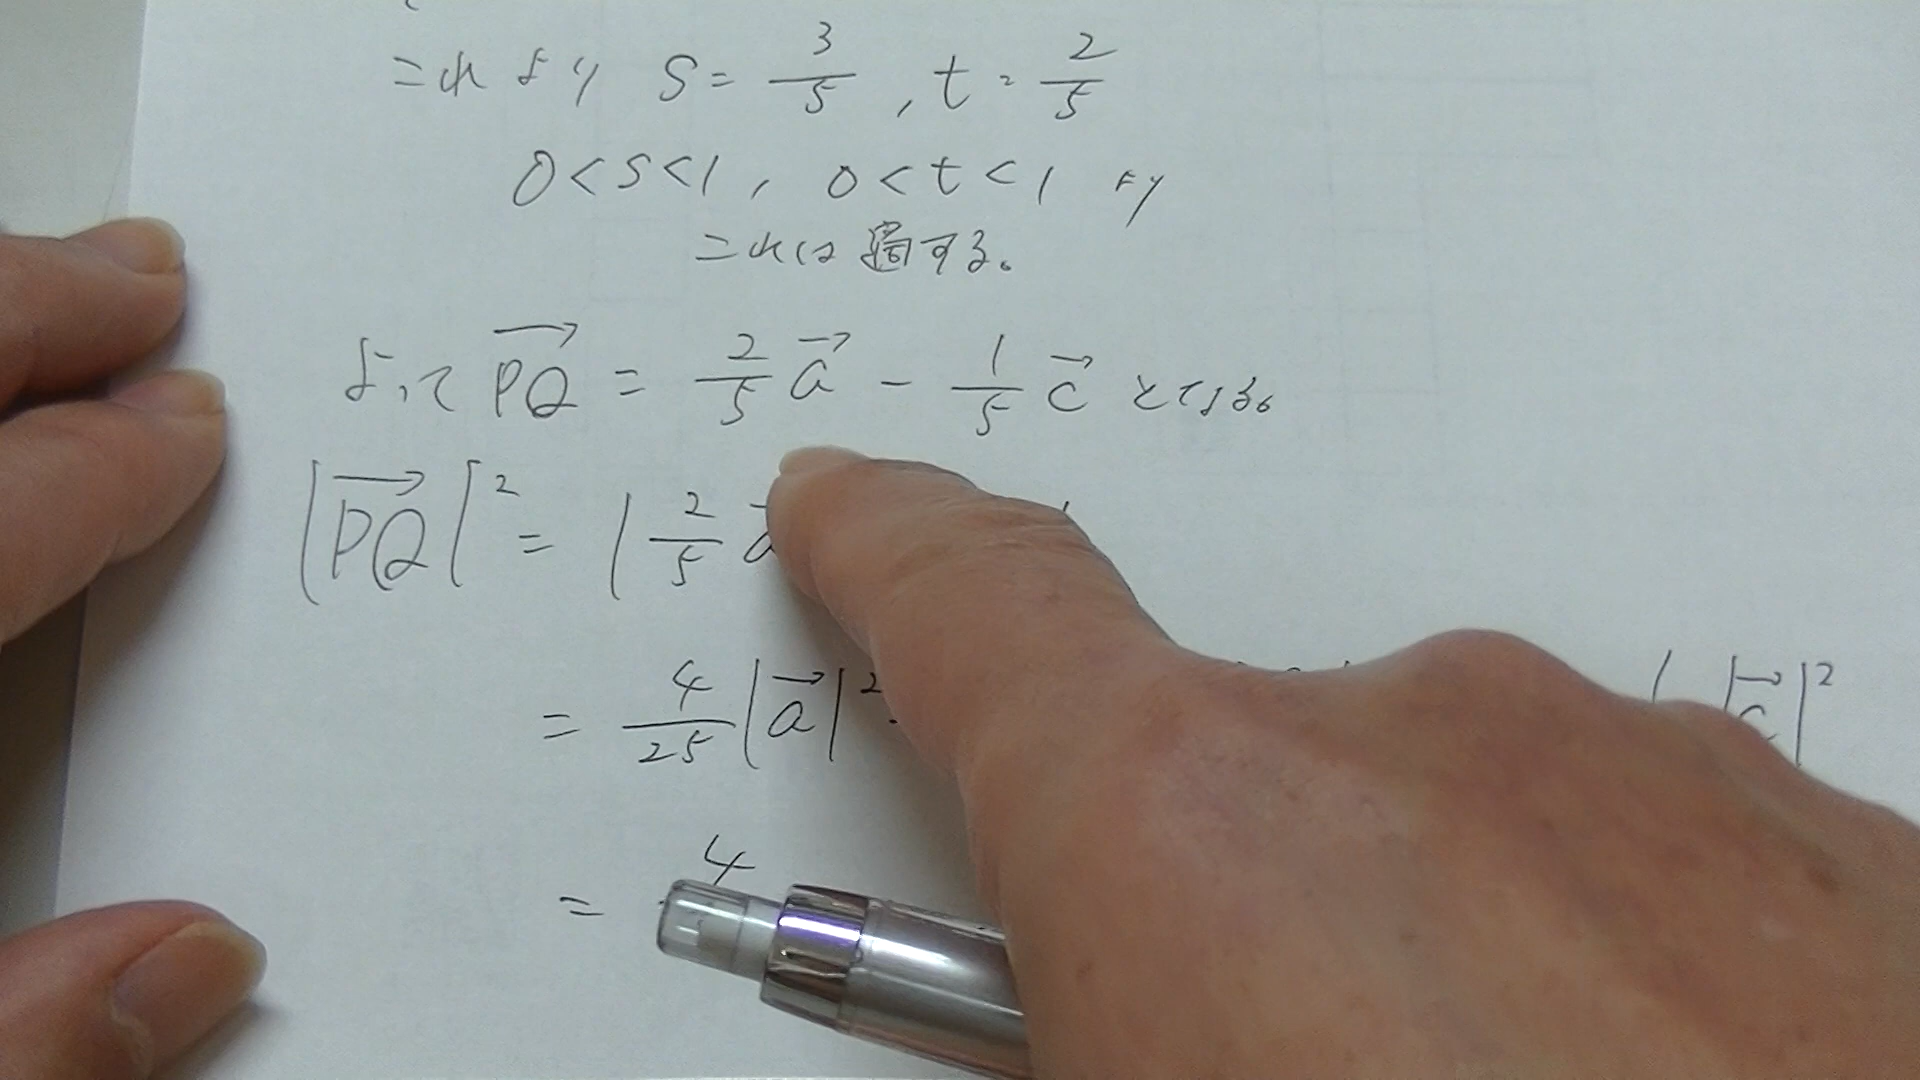 これより S = 3/5 , t = 2/5
0 < S < 1 , 0 < t < 1 より
これは適する。
よって PQ→ = 2/5 a→ − 1/5 c→ となる。
|PQ→|² = | 2/5 a→
= 4/25 |a→|² − |c→|²
= 4